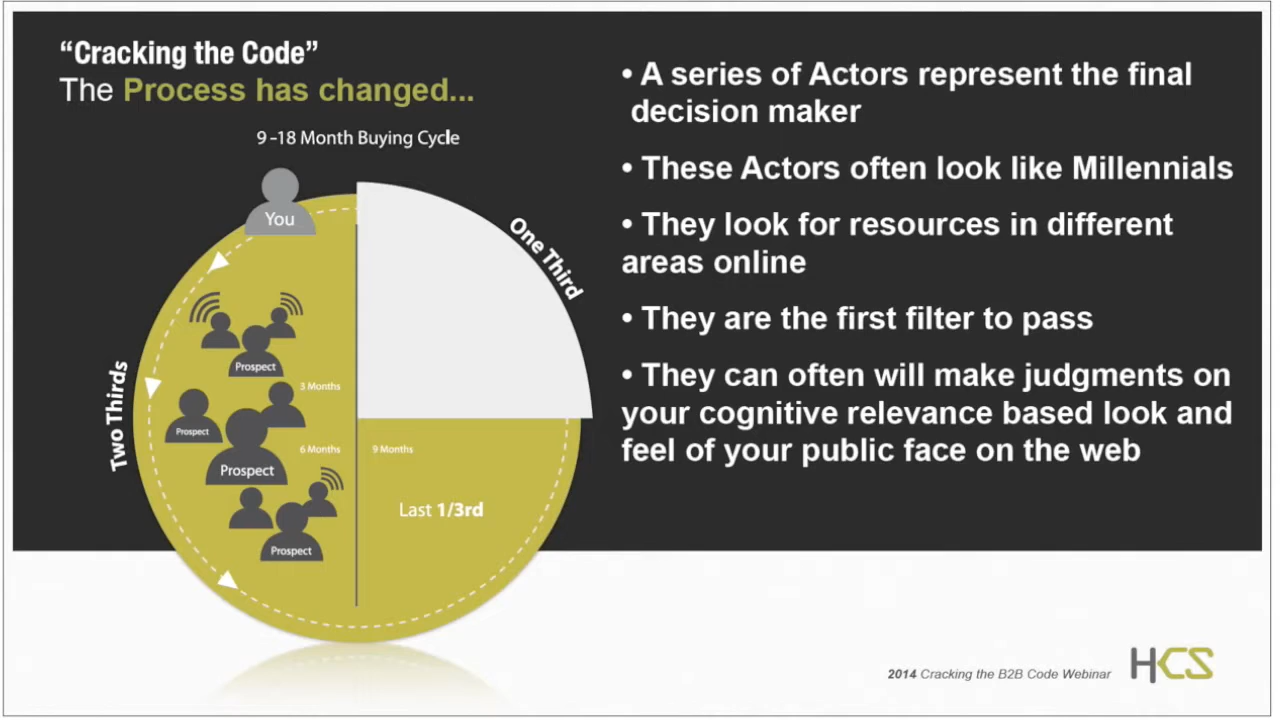 “Cracking the Code”
The Process has changed...
9 –18 Month Buying Cycle
You
One Third
Two Thirds
Prospect
3 Months
Prospect
Prospect
6 Months
9 Months
Last 1/3rd
Prospect
• A series of Actors represent the final
decision maker
• These Actors often look like Millennials
• They look for resources in different
areas online
• They are the first filter to pass
• They can often will make judgments on
your cognitive relevance based look and
feel of your public face on the web
2014 Cracking the B2B Code Webinar
HCS